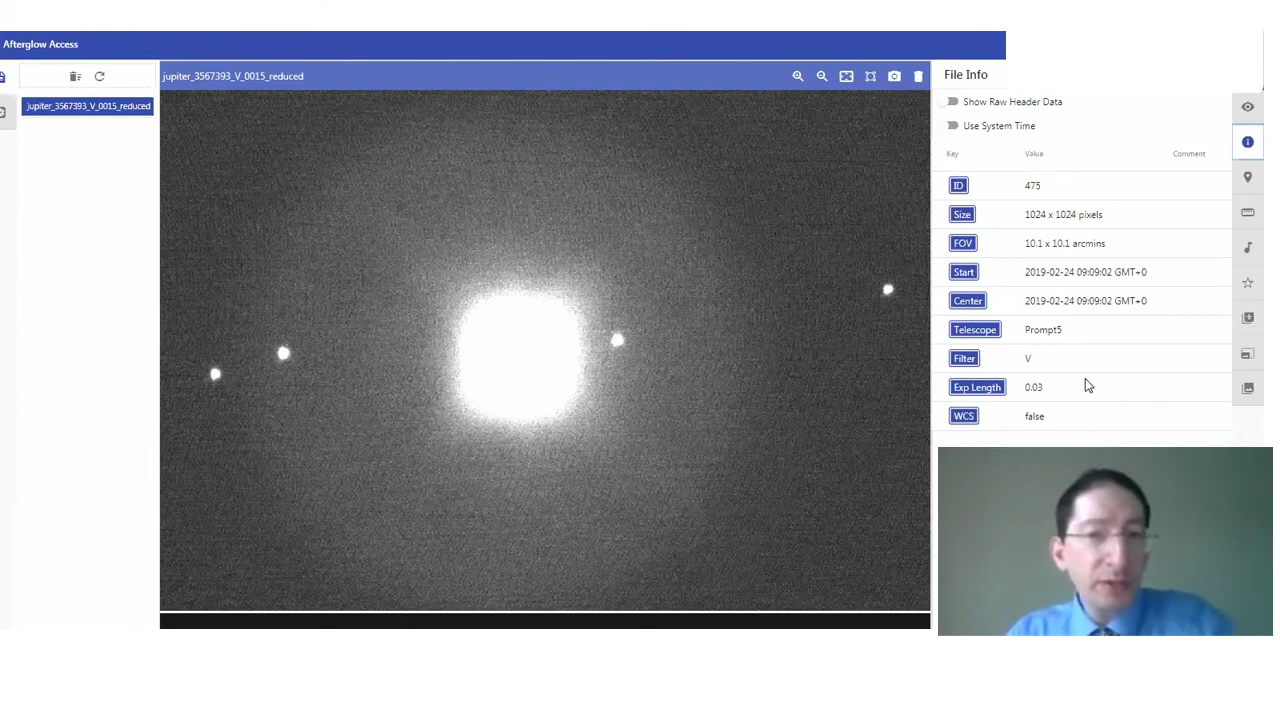 Afterglow Access
jupiter_3567393_V_0015_reduced
jupiter_3567393_V_0015_reduced
File Info
Show Raw Header Data
Use System Time
Key Value Comment
ID 475
Size 1024 x 1024 pixels
FOV 10.1 x 10.1 arcmins
Start 2019-02-24 09:09:02 GMT+0
Center 2019-02-24 09:09:02 GMT+0
Telescope Prompt5
Filter V
Exp Length 0.03
WCS false